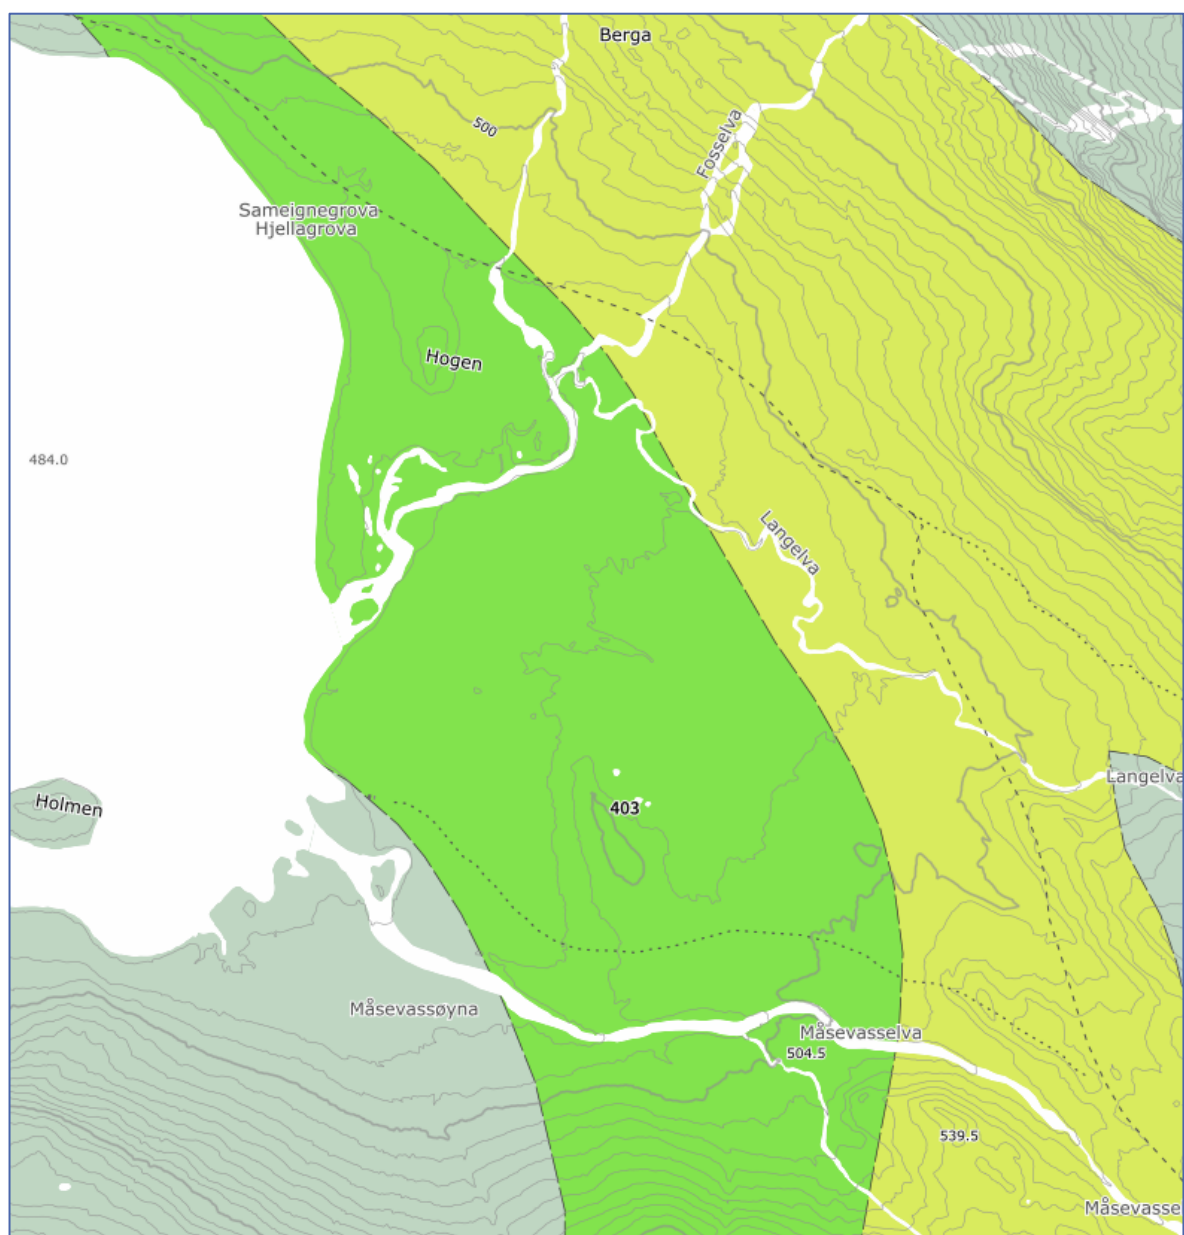 Berga
500
Fosselva
Sameignegrova
Hjellagrova
Hogen
484.0
Langelva
Langelva
Holmen
403
Måsevassøyna
Måsevasselva
504.5
539.5
Måsevasse